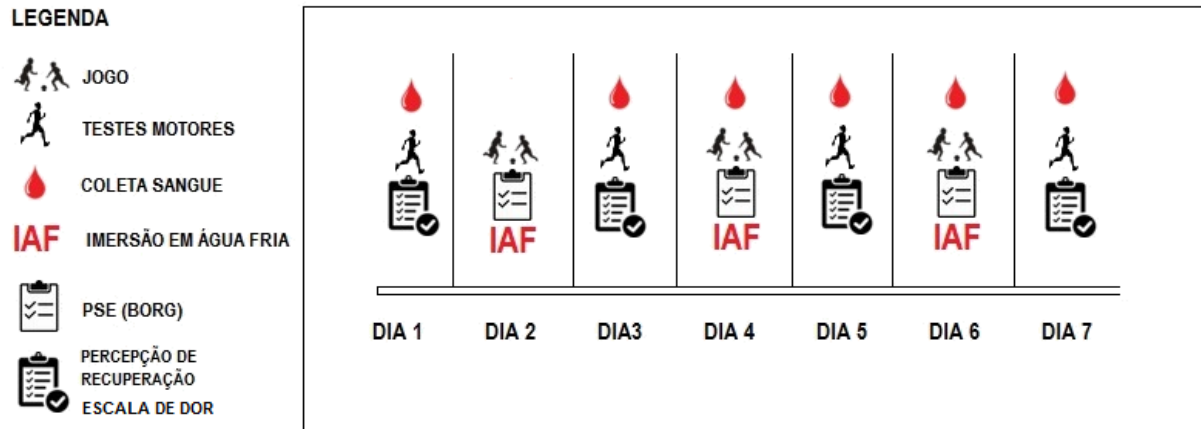 LEGENDA
JOGO
TESTES MOTORES
COLETA SANGUE
IAF IMERSÃO EM ÁGUA FRIA
PSE (BORG)
PERCEPÇÃO DE
RECUPERAÇÃO
ESCALA DE DOR
IAF IAF IAF
DIA 1 DIA 2 DIA3 DIA 4 DIA 5 DIA 6 DIA 7